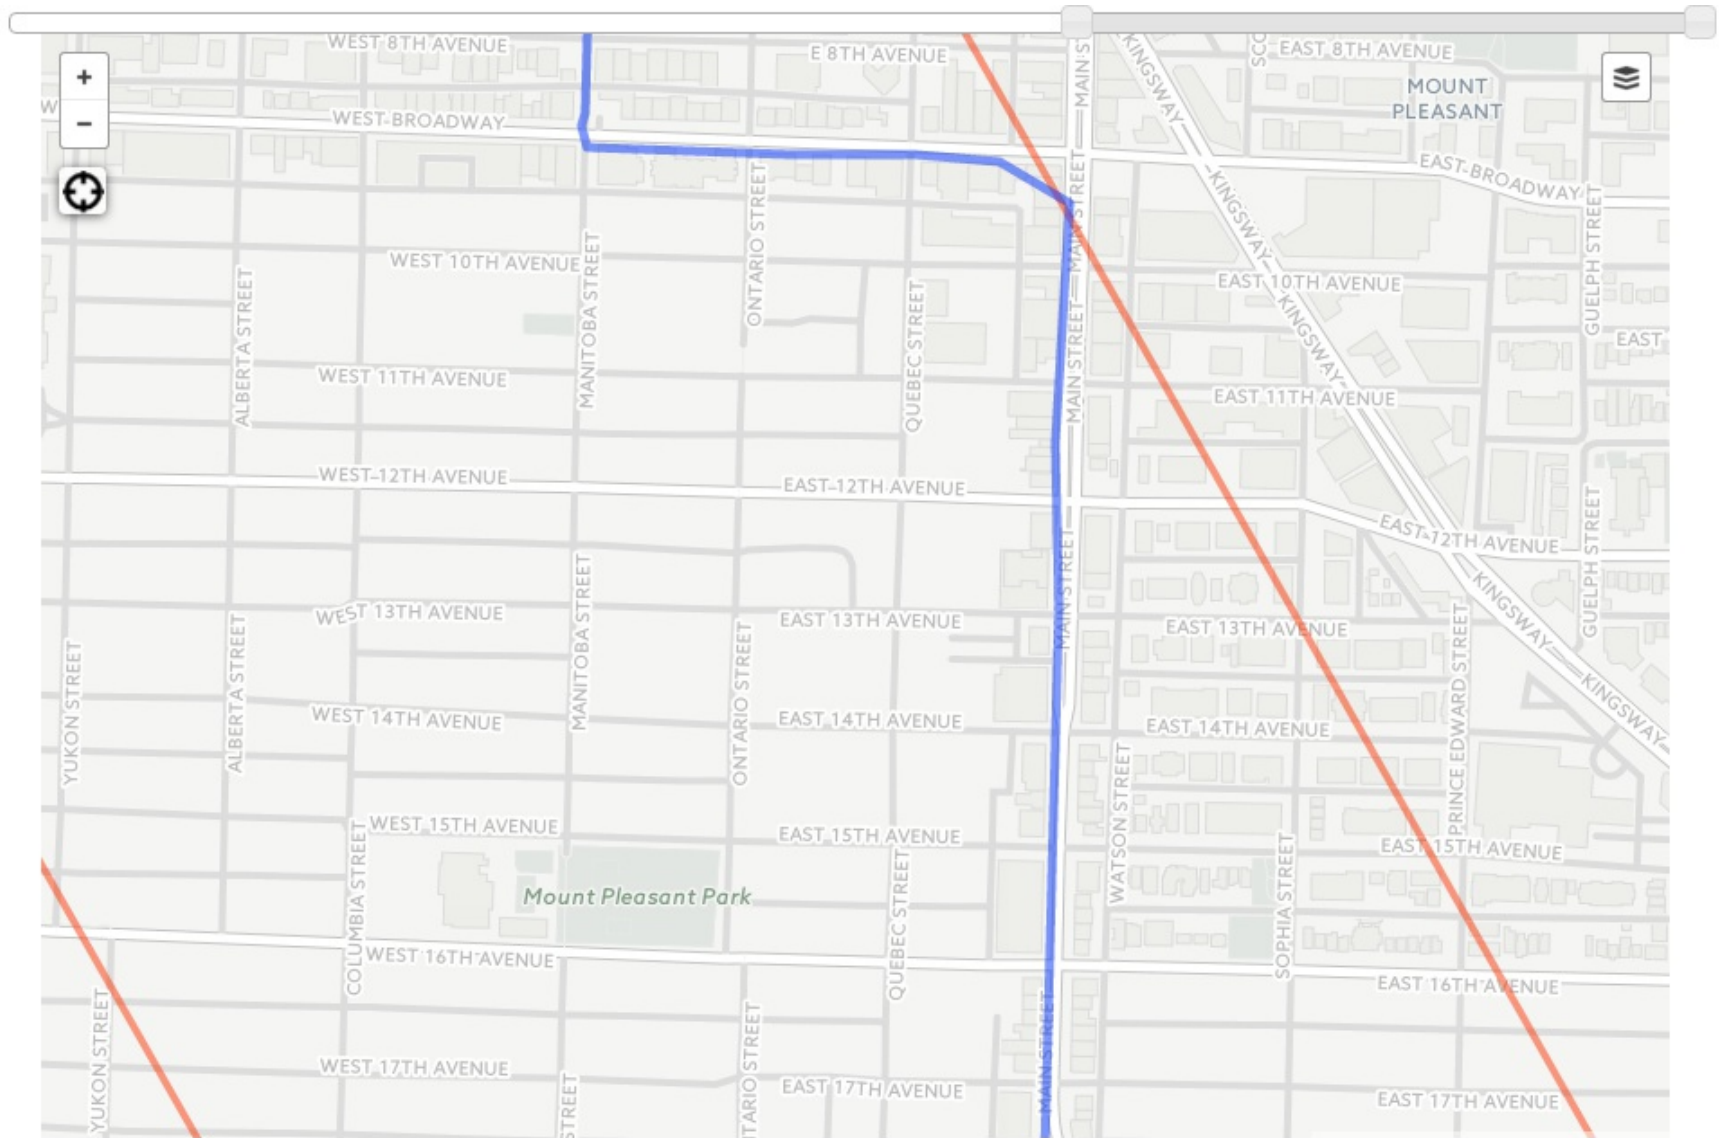 WEST 8TH AVENUE
E 8TH AVENUE
MAIN S
KINGSWAY
SCO
EAST 8TH AVENUE
MOUNT
PLEASANT
+
−
W
WEST BROADWAY
EAST BROADWAY
MAIN STREET
KINGSWAY
ONTARIO STREET
GUELPH STREET
WEST 10TH AVENUE
MANITOBA STREET
EAST 10TH AVENUE
ALBERTA STREET
QUEBEC STREET
MAIN STREET
KINGSWAY
EAST
WEST 11TH AVENUE
EAST 11TH AVENUE
WEST 12TH AVENUE
EAST 12TH AVENUE
EAST 12TH AVENUE
GUELPH STREET
MAIN STREET
KINGSWAY
WEST 13TH AVENUE
MANITOBA STREET
EAST 13TH AVENUE
EAST 13TH AVENUE
PRINCE EDWARD STREET
YUKON STREET
ALBERTA STREET
ONTARIO STREET
WEST 14TH AVENUE
EAST 14TH AVENUE
EAST 14TH AVENUE
KINGSWAY
WATSON STREET
WEST 15TH AVENUE
EAST 15TH AVENUE
EAST 15TH AVENUE
COLUMBIA STREET
Mount Pleasant Park
QUEBEC STREET
SOPHIA STREET
WEST 16TH AVENUE
EAST 16TH AVENUE
YUKON STREET
MAIN STREET
NTARIO STREET
WEST 17TH AVENUE
EAST 17TH AVENUE
EAST 17TH AVENUE
STREET